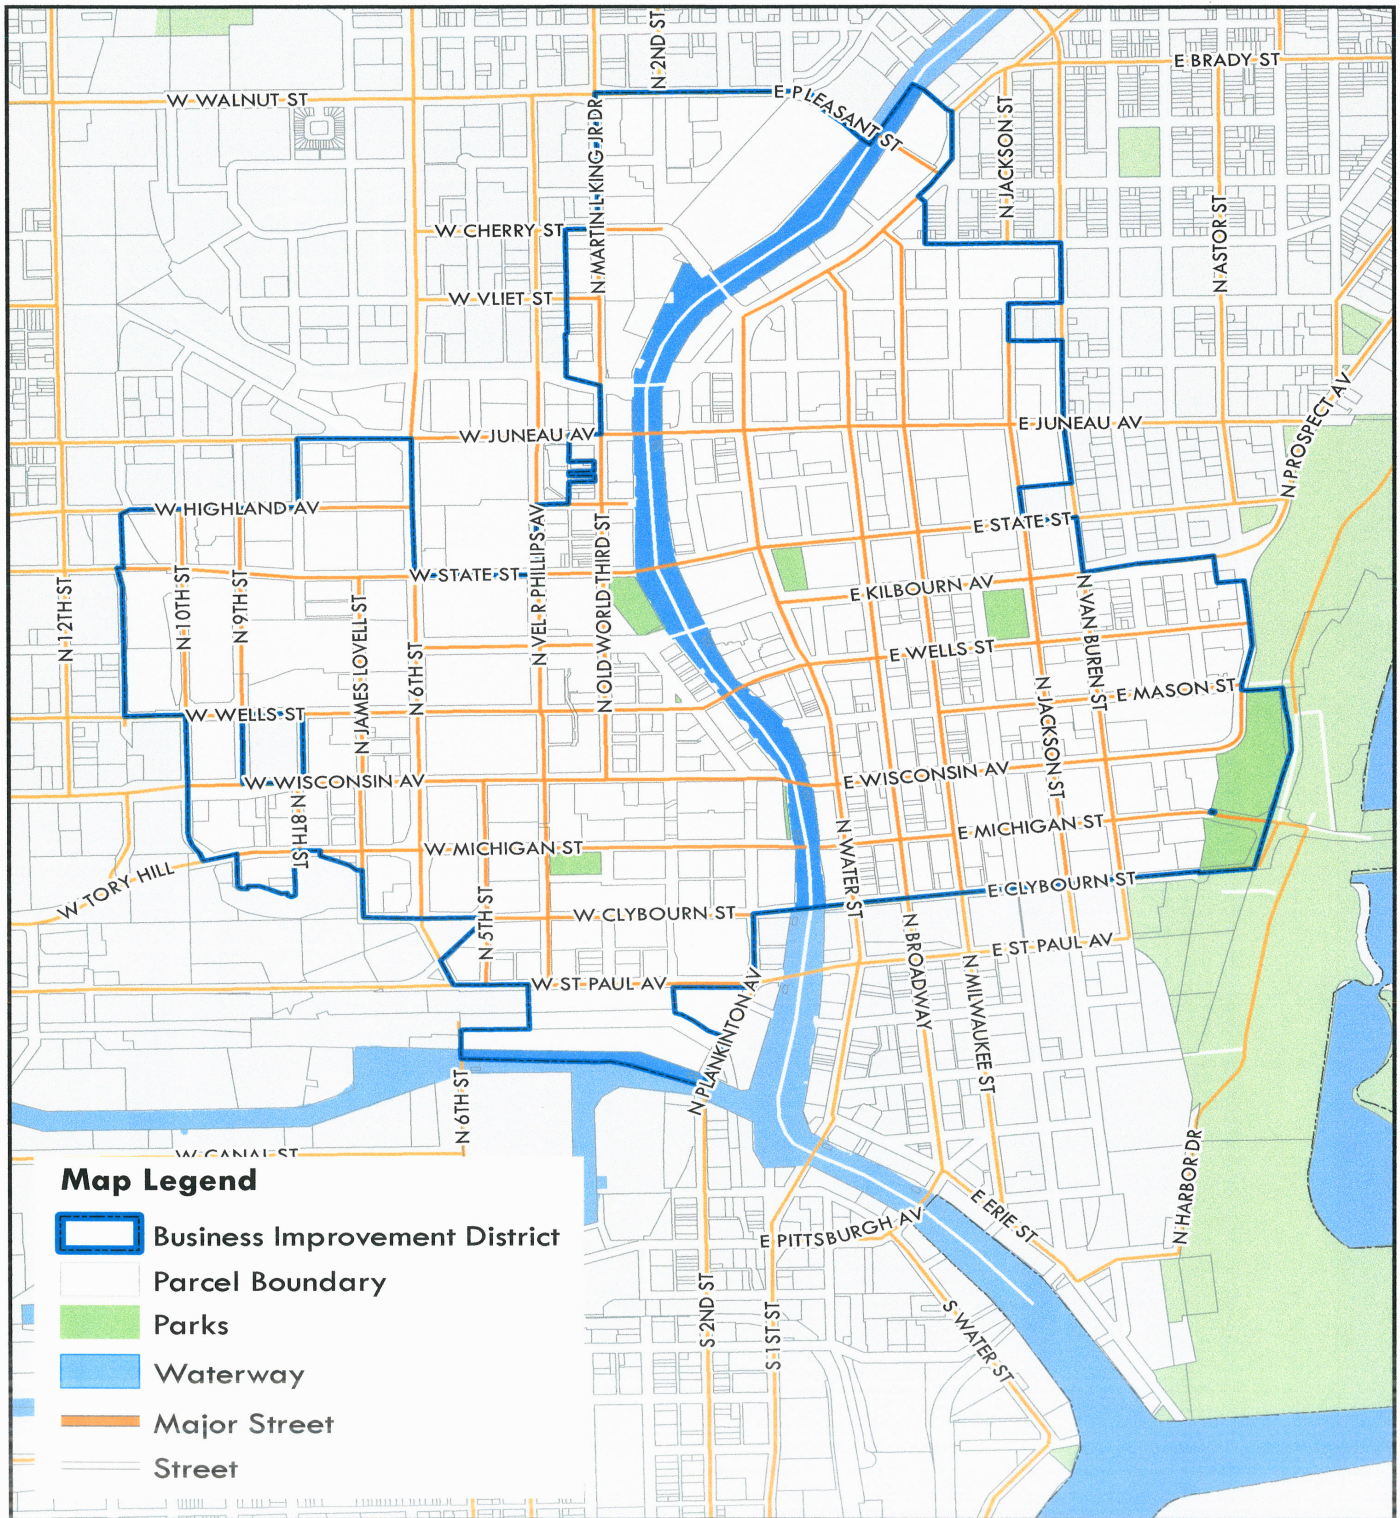 N 2ND ST
E BRADY ST
W WALNUT ST
E PLEASANT ST
N MARTIN L KING JR DR
N JACKSON ST
N ASTOR ST
W CHERRY ST
W VLIET ST
N PROSPECT AV
W JUNEAU AV
E JUNEAU AV
W HIGHLAND AV
E STATE ST
N VEL R PHILLIPS AV
N OLD WORLD THIRD ST
W STATE ST
N 12TH ST
N 10TH ST
N 9TH ST
N JAMES LOVELL ST
N 6TH ST
E KILBOURN AV
N VAN BUREN ST
E WELLS ST
E MASON ST
N JACKSON ST
W WELLS ST
W WISCONSIN AV
E WISCONSIN AV
N 8TH ST
N WATER ST
E MICHIGAN ST
W MICHIGAN ST
W TORY HILL
E CLYBOURN ST
N 5TH ST
W CLYBOURN ST
N BROADWAY
E ST PAUL AV
W ST PAUL AV
N PLANKINTON AV
N MILWAUKEE ST
N 6TH ST
W CANAL ST
N HARBOR DR
E ERIE ST
E PITTSBURGH AV
S 2ND ST
S 1ST ST
S WATER ST
Map Legend
Business Improvement District
Parcel Boundary
Parks
Waterway
Major Street
Street